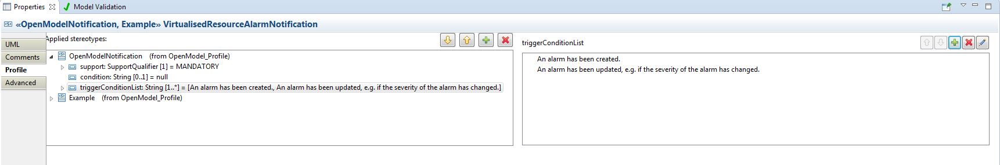 Properties
Model Validation
«OpenModelNotification, Example» VirtualisedResourceAlarmNotification
UML
Comments
Profile
Advanced
Applied stereotypes:
OpenModelNotification (from OpenModel_Profile)
support: SupportQualifier [1] = MANDATORY
condition: String [0..1] = null
triggerConditionList: String [1..*] = [An alarm has been created., An alarm has been updated, e.g. if the severity of the alarm has changed.]
Example (from OpenModel_Profile)
triggerConditionList
An alarm has been created.
An alarm has been updated, e.g. if the severity of the alarm has changed.